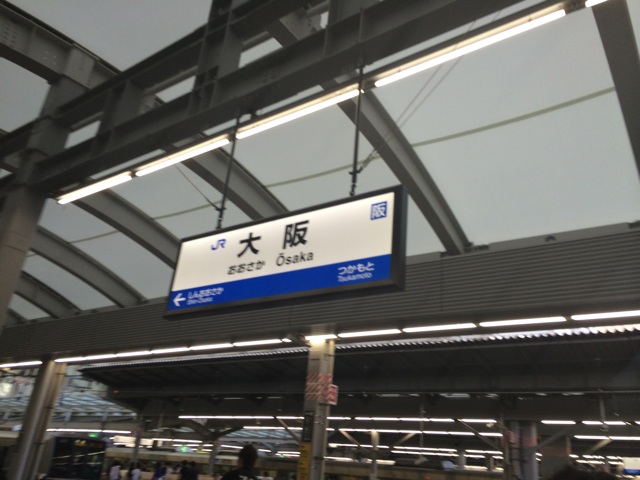 JR 大阪 阪
おおさか Ōsaka
しんおおさか つかもと
Shin-Ōsaka Tsukamoto